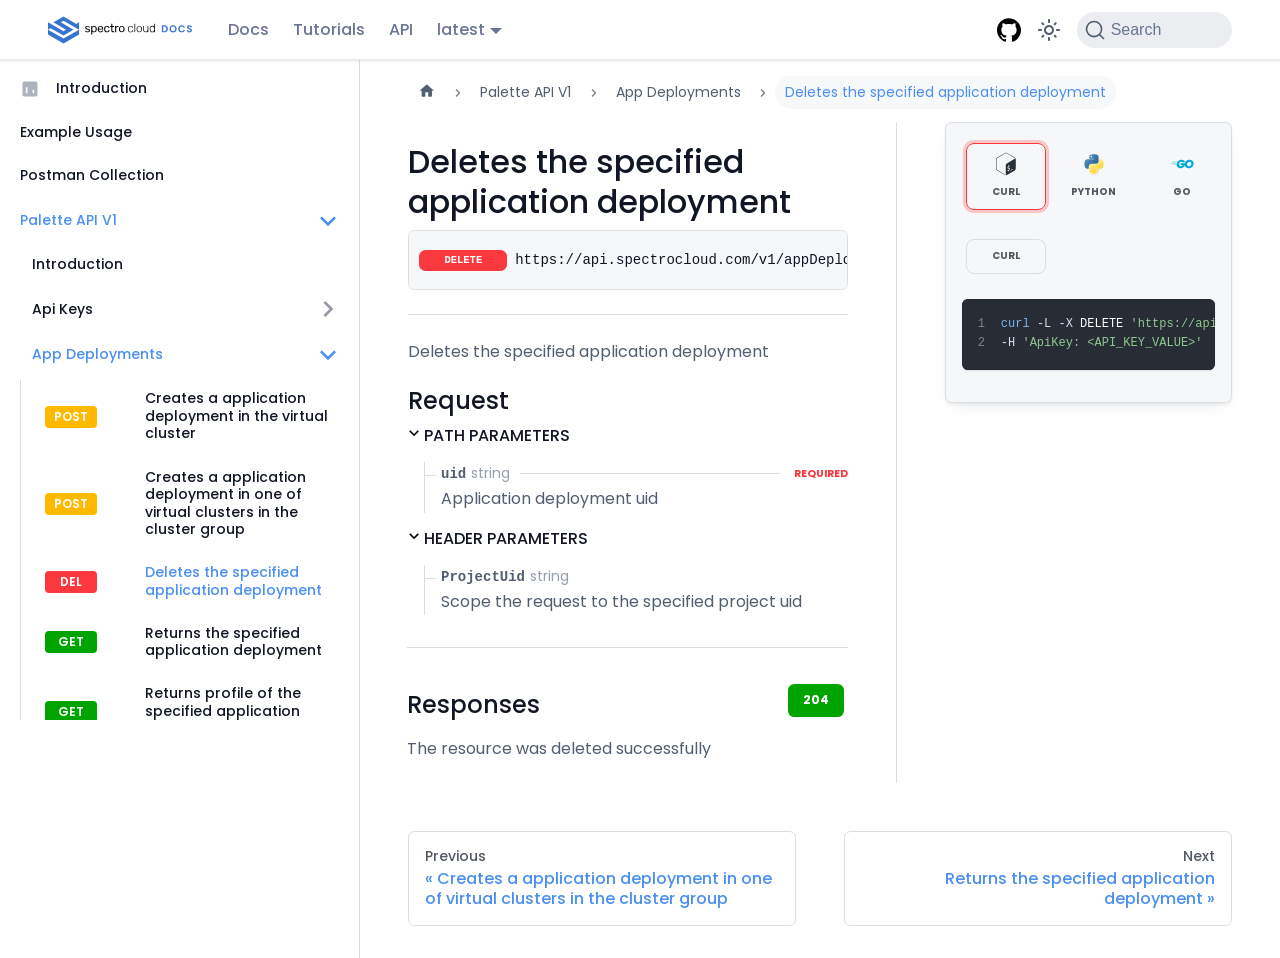 spectro cloud DOCS
Docs
Tutorials
API
latest
Search
Introduction
Example Usage
Postman Collection
Palette API V1
Introduction
Api Keys
App Deployments
POST
Creates a application
deployment in the virtual
cluster
POST
Creates a application
deployment in one of
virtual clusters in the
cluster group
DEL
Deletes the specified
application deployment
GET
Returns the specified
application deployment
GET
Returns profile of the
specified application
Palette API V1
App Deployments
Deletes the specified application deployment
Deletes the specified
application deployment
DELETE https://api.spectrocloud.com/v1/appDeplo
Deletes the specified application deployment
Request
PATH PARAMETERS
uid string REQUIRED
Application deployment uid
HEADER PARAMETERS
ProjectUid string
Scope the request to the specified project uid
Responses
204
The resource was deleted successfully
CURL
PYTHON
GO
CURL
1 curl -L -X DELETE 'https://api
2 -H 'ApiKey: <API_KEY_VALUE>'
Previous
« Creates a application deployment in one
of virtual clusters in the cluster group
Next
Returns the specified application
deployment »